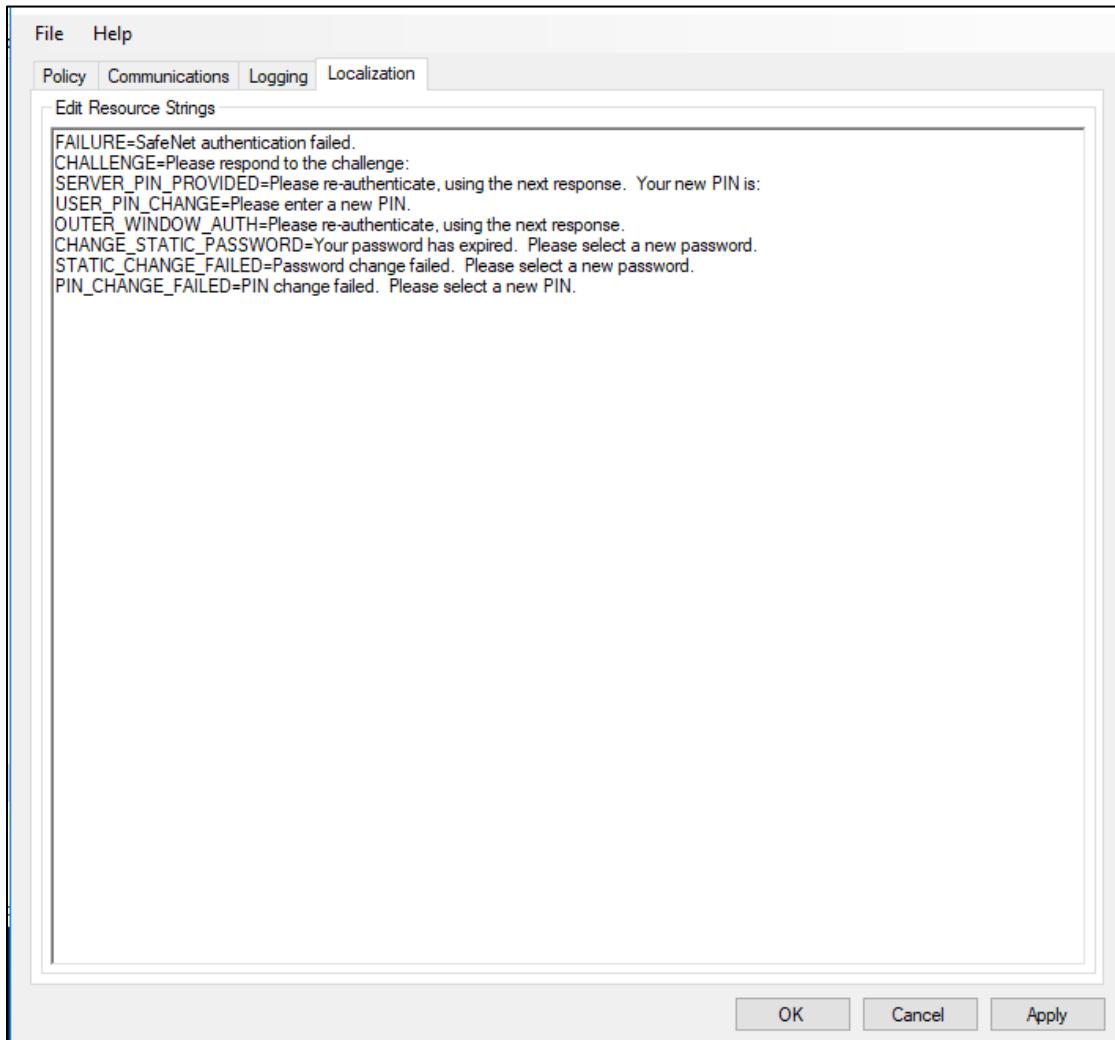 File Help
Policy Communications Logging Localization
Edit Resource Strings
FAILURE=SafeNet authentication failed.
CHALLENGE=Please respond to the challenge:
SERVER_PIN_PROVIDED=Please re-authenticate, using the next response.  Your new PIN is:
USER_PIN_CHANGE=Please enter a new PIN.
OUTER_WINDOW_AUTH=Please re-authenticate, using the next response.
CHANGE_STATIC_PASSWORD=Your password has expired.  Please select a new password.
STATIC_CHANGE_FAILED=Password change failed.  Please select a new password.
PIN_CHANGE_FAILED=PIN change failed.  Please select a new PIN.
OK Cancel Apply